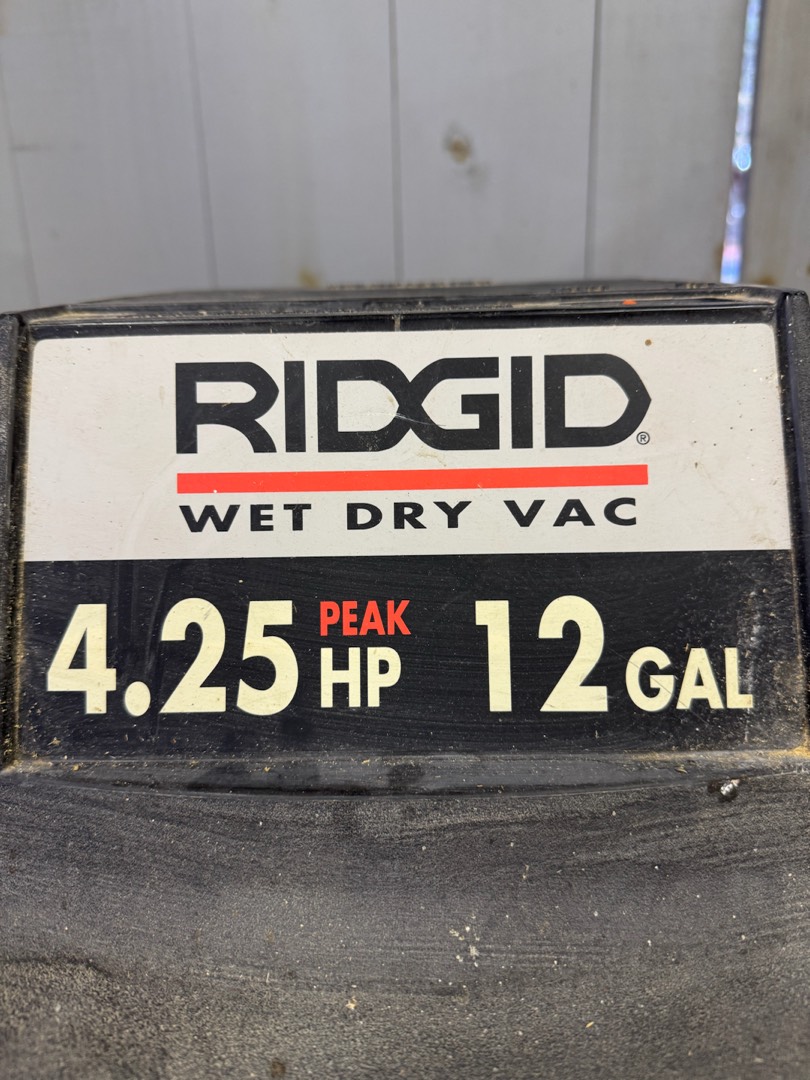 RIDGID®
WET DRY VAC
4.25 PEAK HP 12 GAL